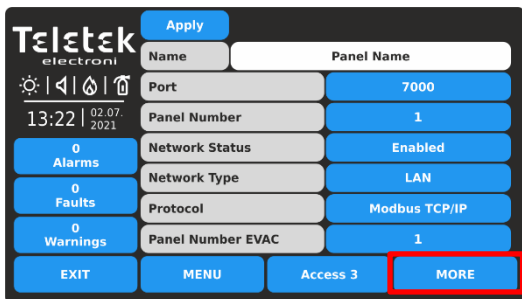 Teletek
electroni
13:22
02.07.
2021
0
Alarms
0
Faults
0
Warnings
EXIT
Apply
Name
Panel Name
Port
7000
Panel Number
1
Network Status
Enabled
Network Type
LAN
Protocol
Modbus TCP/IP
Panel Number EVAC
1
MENU
Access 3
MORE